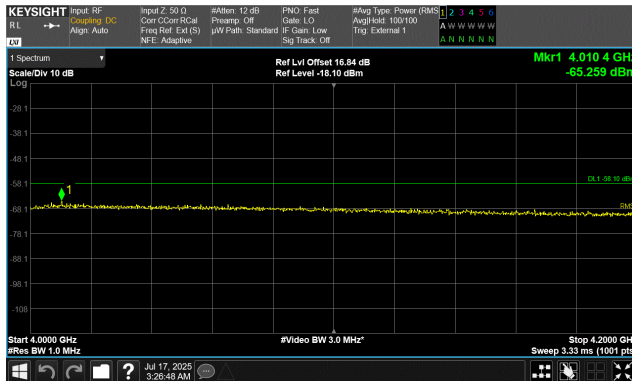 KEYSIGHT Input: RF Input Z: 50 Ω #Atten: 12 dB PNO: Fast #Avg Type: Power (RMS 1 2 3 4 5 6
RL Coupling: DC Corr CCorr RCal Preamp: Off Gate: LO Avg|Hold: 100/100 A W W W W W
Align: Auto Freq Ref: Ext (S) µW Path: Standard IF Gain: Low Trig: External 1
LXI NFE: Adaptive Sig Track: Off A N N N N N
1 Spectrum Ref Lvl Offset 16.84 dB Mkr1 4.010 4 GHz
Scale/Div 10 dB Ref Level -18.10 dBm -65.259 dBm
Log
-28.1
-38.1
-48.1
-58.1 DL1 -58.10 dBm
1
-68.1 RMS
-78.1
-88.1
-98.1
-108
Start 4.0000 GHz #Video BW 3.0 MHz* Stop 4.2000 GHz
#Res BW 1.0 MHz Sweep 3.33 ms (1001 pts)
? Jul 17, 2025
3:26:48 AM